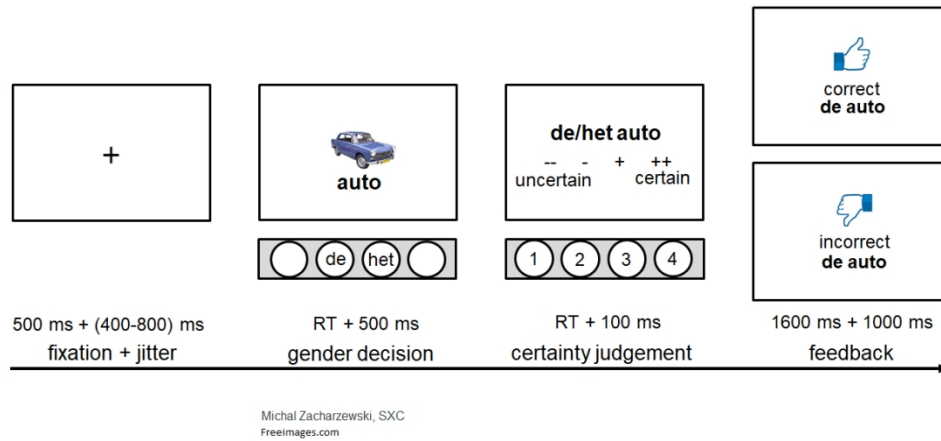 +
auto
de het
500 ms + (400-800) ms
fixation + jitter
RT + 500 ms
gender decision
de/het auto
-- - + ++
uncertain certain
1 2 3 4
RT + 100 ms
certainty judgement
correct
de auto
incorrect
de auto
1600 ms + 1000 ms
feedback
Michal Zacharzewski, SXC
Freeimages.com